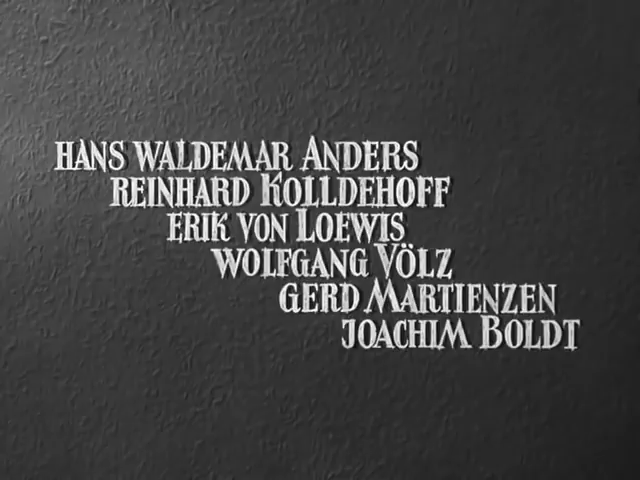 HANS WALDEMAR ANDERS
REINHARD KOLLDEHOFF
ERIK VON LOEWIS
WOLFGANG VÖLZ
GERD MARTIENZEN
JOACHIM BOLDT